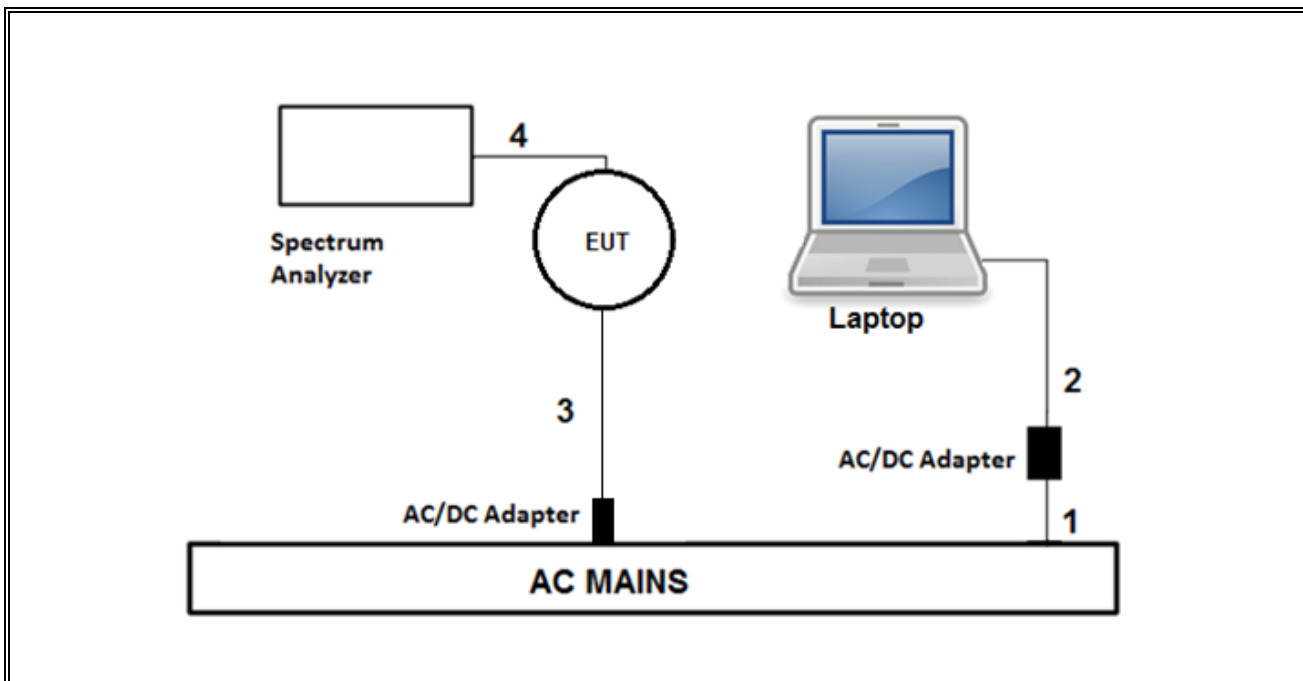 4
Spectrum
Analyzer
EUT
Laptop
3
2
AC/DC Adapter
AC/DC Adapter
1
AC MAINS